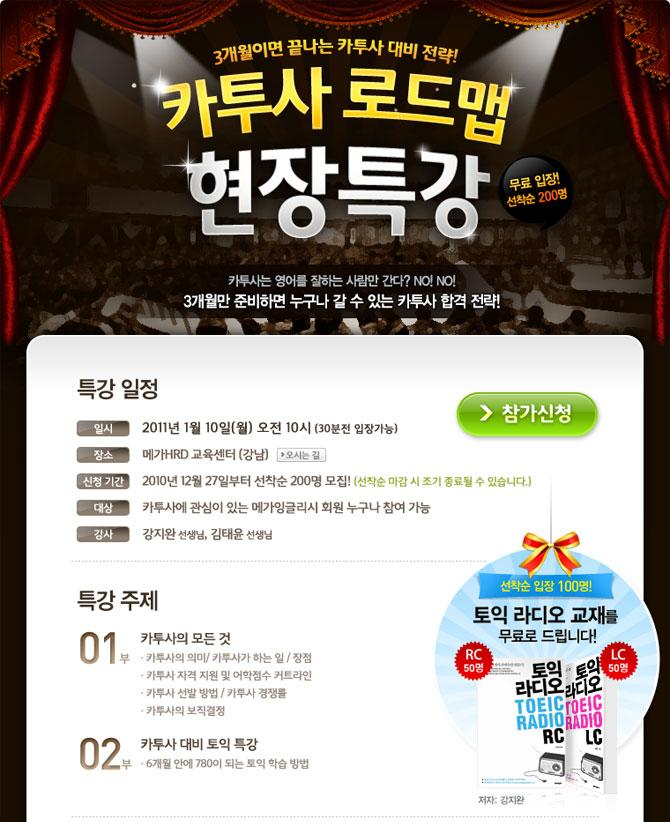 3개월이면 끝나는 카투사 대비 전략!
카투사 로드맵
현장특강
무료 입장!
선착순 200명
카투사는 영어를 잘하는 사람만 간다? NO! NO!
3개월만 준비하면 누구나 갈 수 있는 카투사 합격 전략!
특강 일정
참가신청
일시 2011년 1월 10일(월) 오전 10시 (30분전 입장가능)
장소 메가HRD 교육센터 (강남) 오시는 길
신청 기간 2010년 12월 27일부터 선착순 200명 모집! (선착순 마감 시 조기 종료될 수 있습니다.)
대상 카투사에 관심이 있는 메가잉글리시 회원 누구나 참여 가능
강사 강지완 선생님, 김태윤 선생님
특강 주제
01부 카투사의 모든 것
· 카투사의 의미/ 카투사가 하는 일 / 장점
· 카투사 자격 지원 및 어학점수 커트라인
· 카투사 선발 방법 / 카투사 경쟁률
· 카투사의 보직결정
02부 카투사 대비 토익 특강
· 6개월 안에 780이 되는 토익 학습 방법
선착순 입장 100명!
토익 라디오 교재를
무료로 드립니다!
RC
50명
LC
50명
토익
라디오
TOEIC
RADIO
RC
토익
라디오
TOEIC
RADIO
LC
저자: 강지완